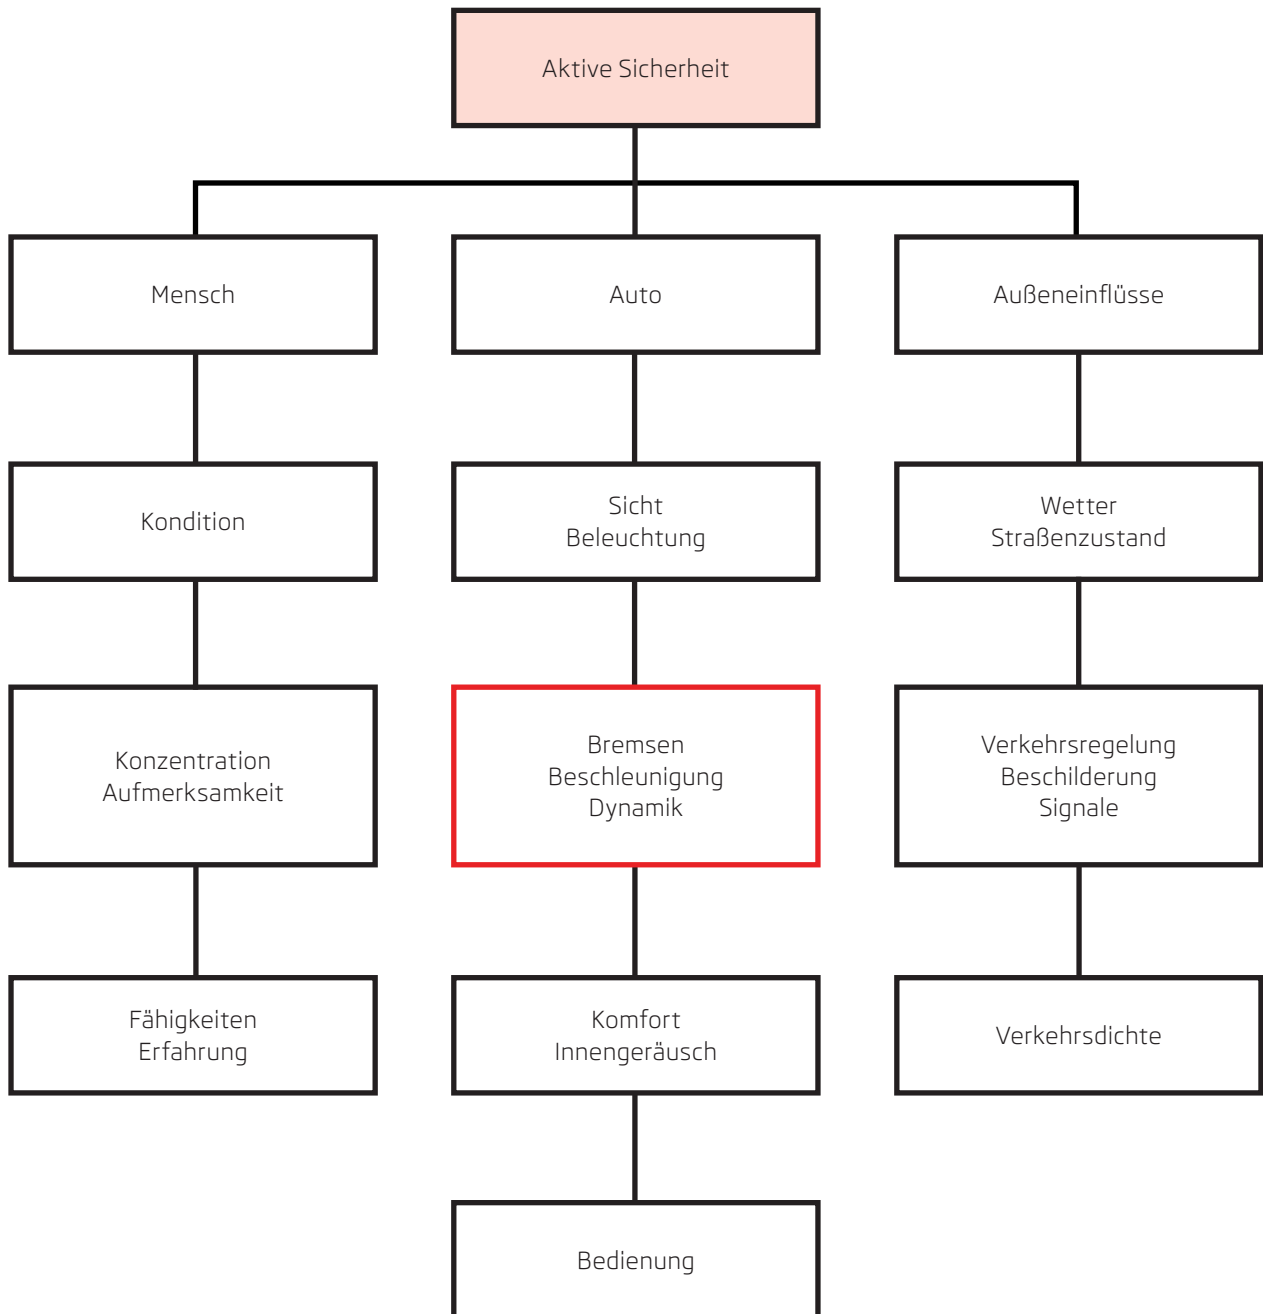 Aktive Sicherheit
Mensch
Auto
Außeneinflüsse
Kondition
Sicht
Beleuchtung
Wetter
Straßenzustand
Konzentration
Aufmerksamkeit
Bremsen
Beschleunigung
Dynamik
Verkehrsregelung
Beschilderung
Signale
Fähigkeiten
Erfahrung
Komfort
Innengeräusch
Verkehrsdichte
Bedienung